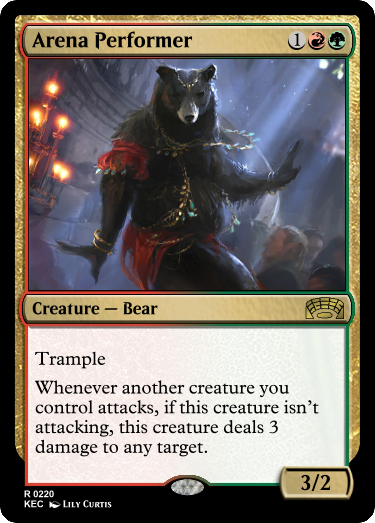 Arena Performer 1
Creature — Bear
Trample
Whenever another creature you
control attacks, if this creature isn't
attacking, this creature deals 3
damage to any target.
3/2
R 0220
KEC Lily Curtis